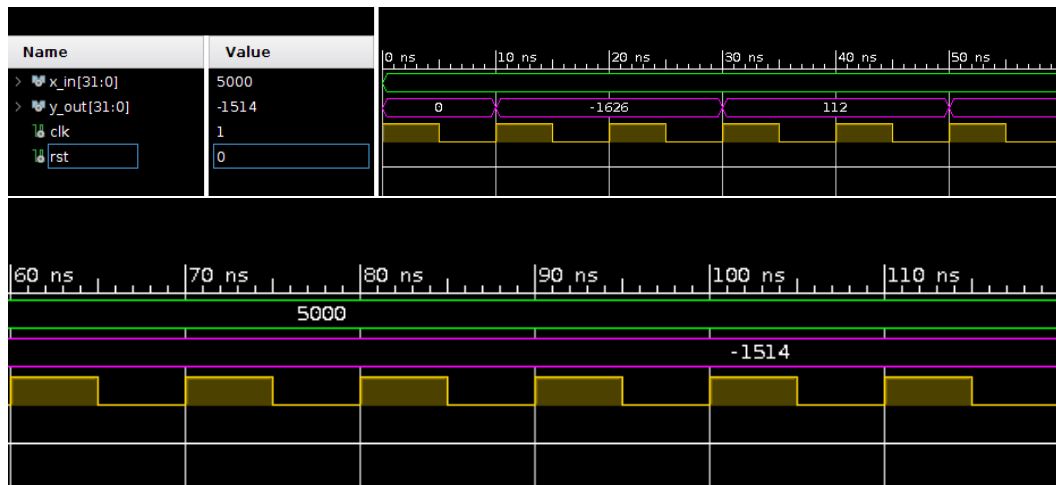 Name Value
0 ns 10 ns 20 ns 30 ns 40 ns 50 ns
> x_in[31:0] 5000
> y_out[31:0] -1514 0 -1626 112
clk 1
rst 0
60 ns 70 ns 80 ns 90 ns 100 ns 110 ns
5000
-1514